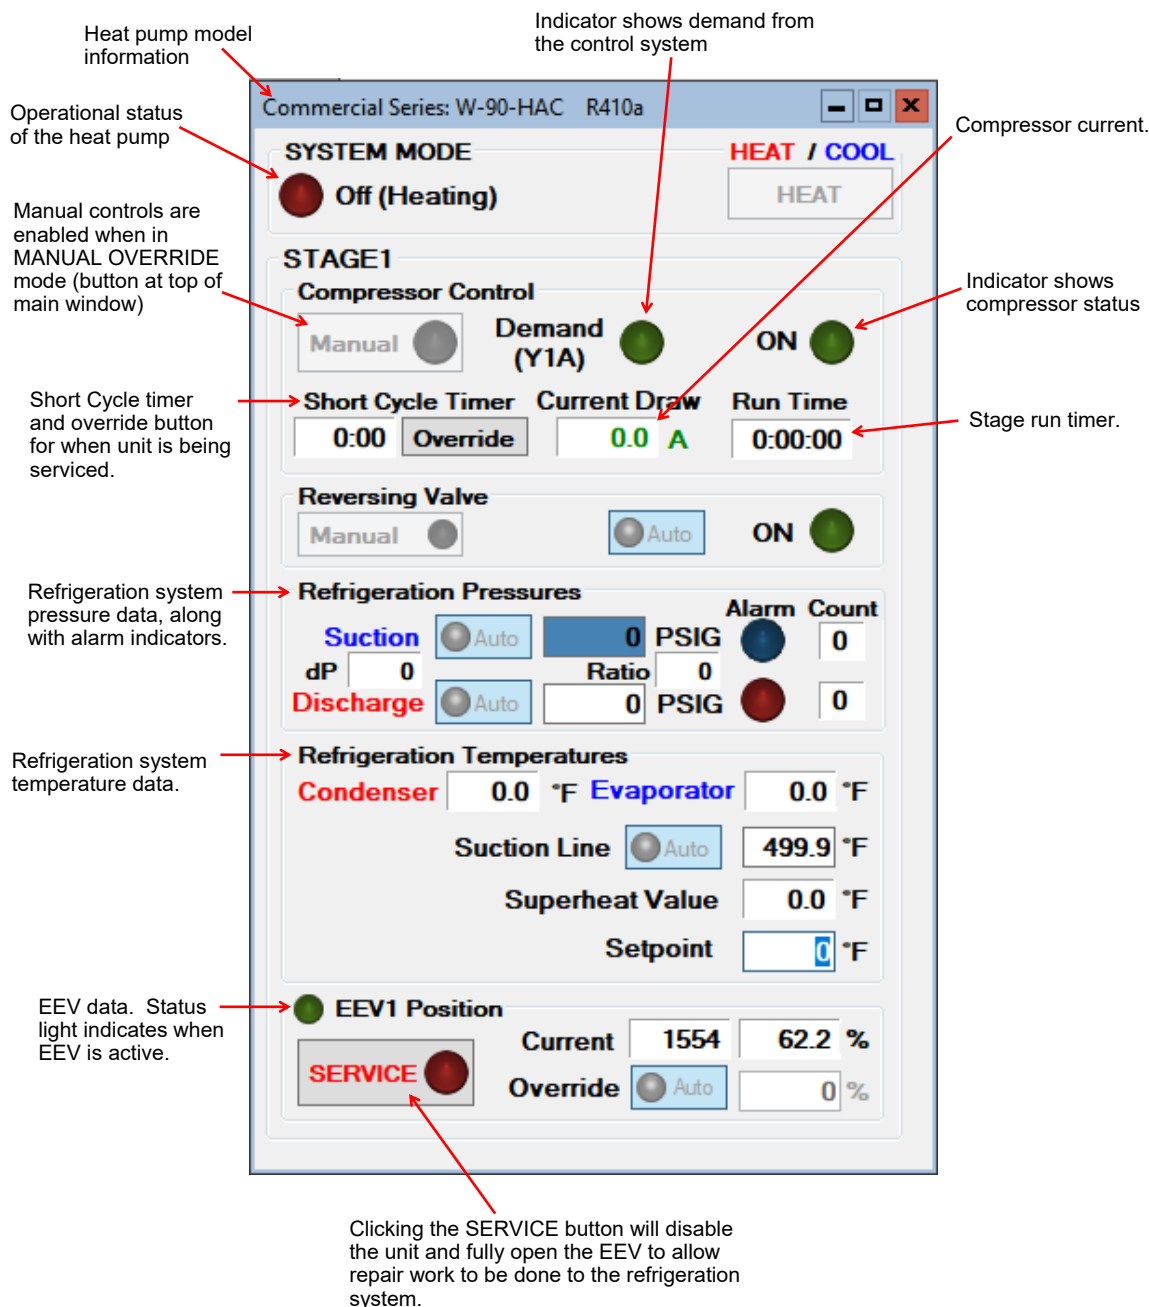 Indicator shows demand from
the control system
Heat pump model
information
Commercial Series: W-90-HAC R410a
Operational status
of the heat pump
Compressor current.
SYSTEM MODE
HEAT / COOL
Off (Heating)
HEAT
Manual controls are
enabled when in
MANUAL OVERRIDE
mode (button at top of
main window)
STAGE1
Compressor Control
Manual
Demand
(Y1A)
ON
Indicator shows
compressor status
Short Cycle timer
and override button
for when unit is being
serviced.
Short Cycle Timer Current Draw Run Time
0:00 Override 0.0 A 0:00:00
Stage run timer.
Reversing Valve
Manual Auto ON
Refrigeration system
pressure data, along
with alarm indicators.
Refrigeration Pressures
Alarm Count
Suction Auto 0 PSIG 0
dP 0 Ratio 0
Discharge Auto 0 PSIG 0
Refrigeration system
temperature data.
Refrigeration Temperatures
Condenser 0.0 °F Evaporator 0.0 °F
Suction Line Auto 499.9 °F
Superheat Value 0.0 °F
Setpoint 0 °F
EEV data. Status
light indicates when
EEV is active.
EEV1 Position
Current 1554 62.2 %
SERVICE
Override Auto 0 %
Clicking the SERVICE button will disable
the unit and fully open the EEV to allow
repair work to be done to the refrigeration
system.